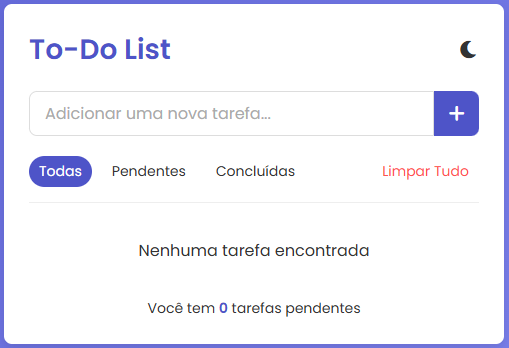 To-Do List
Adicionar uma nova tarefa...
+
Todas Pendentes Concluídas Limpar Tudo
Nenhuma tarefa encontrada
Você tem 0 tarefas pendentes